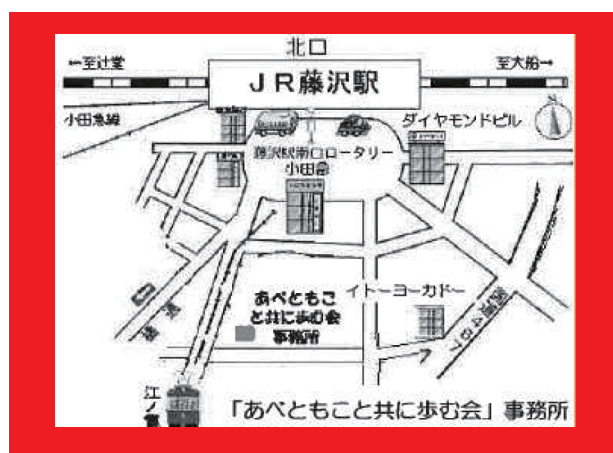 北口
←至辻堂
至大船→
JR藤沢駅
小田急線
ダイヤモンドビル
藤沢駅南口ロータリー
小田急
イトーヨーカドー
あべともこ
と共に歩む会
事務所
江ノ電
「あべともこと共に歩む会」事務所